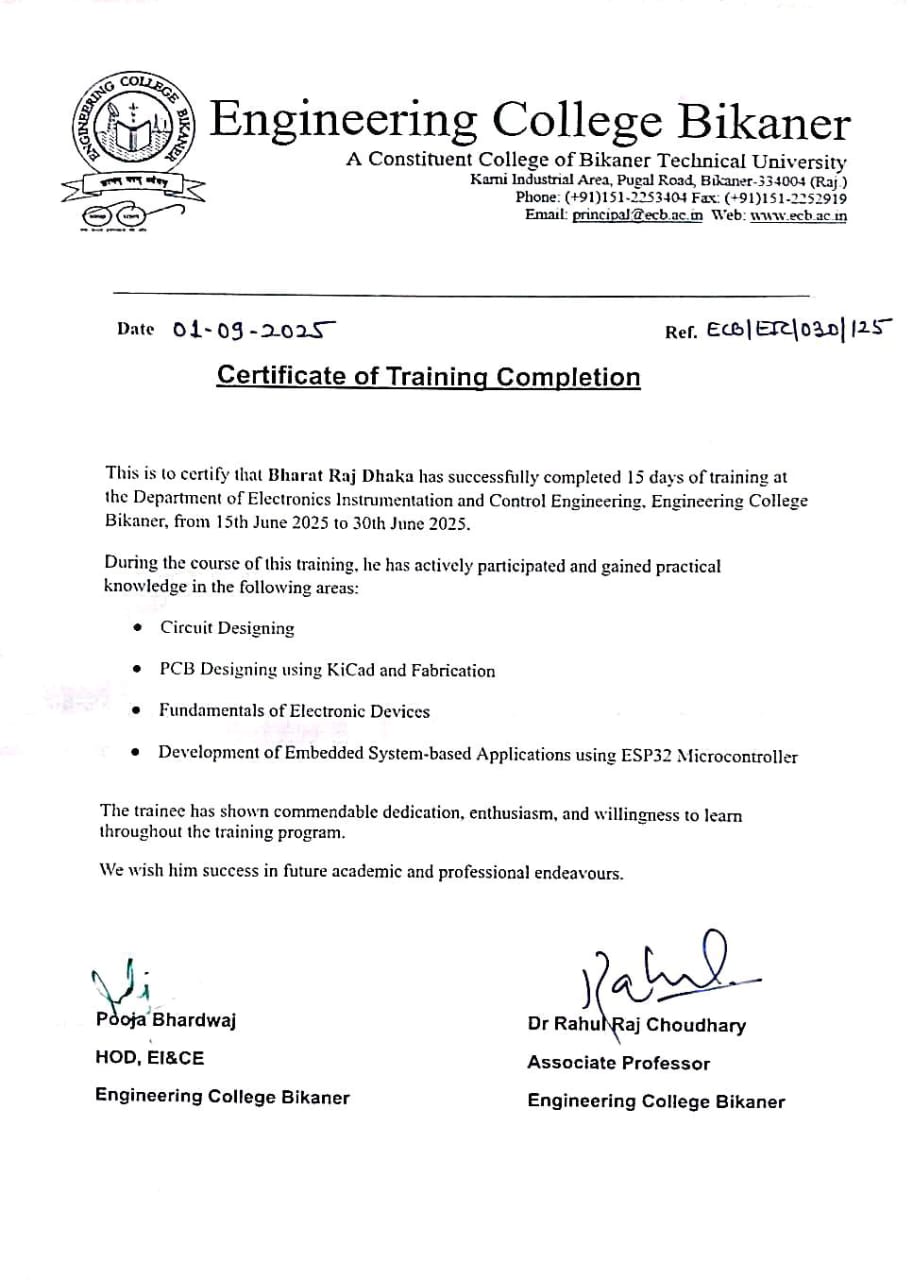 ENGINEERING COLLEGE BIKANER
Engineering College Bikaner
A Constituent College of Bikaner Technical University
Karni Industrial Area, Pugal Road, Bikaner-334004 (Raj.)
Phone: (+91)151-2253404 Fax: (+91)151-2252919
Email: principal@ecb.ac.in Web: www.ecb.ac.in
Date 01-09-2025
Ref. ECB/EIC/030/125
Certificate of Training Completion
This is to certify that Bharat Raj Dhaka has successfully completed 15 days of training at
the Department of Electronics Instrumentation and Control Engineering, Engineering College
Bikaner, from 15th June 2025 to 30th June 2025.
During the course of this training, he has actively participated and gained practical
knowledge in the following areas:
• Circuit Designing
• PCB Designing using KiCad and Fabrication
• Fundamentals of Electronic Devices
• Development of Embedded System-based Applications using ESP32 Microcontroller
The trainee has shown commendable dedication, enthusiasm, and willingness to learn
throughout the training program.
We wish him success in future academic and professional endeavours.
Rahul
Pooja Bhardwaj
HOD, EI&CE
Engineering College Bikaner
Dr Rahul Raj Choudhary
Associate Professor
Engineering College Bikaner